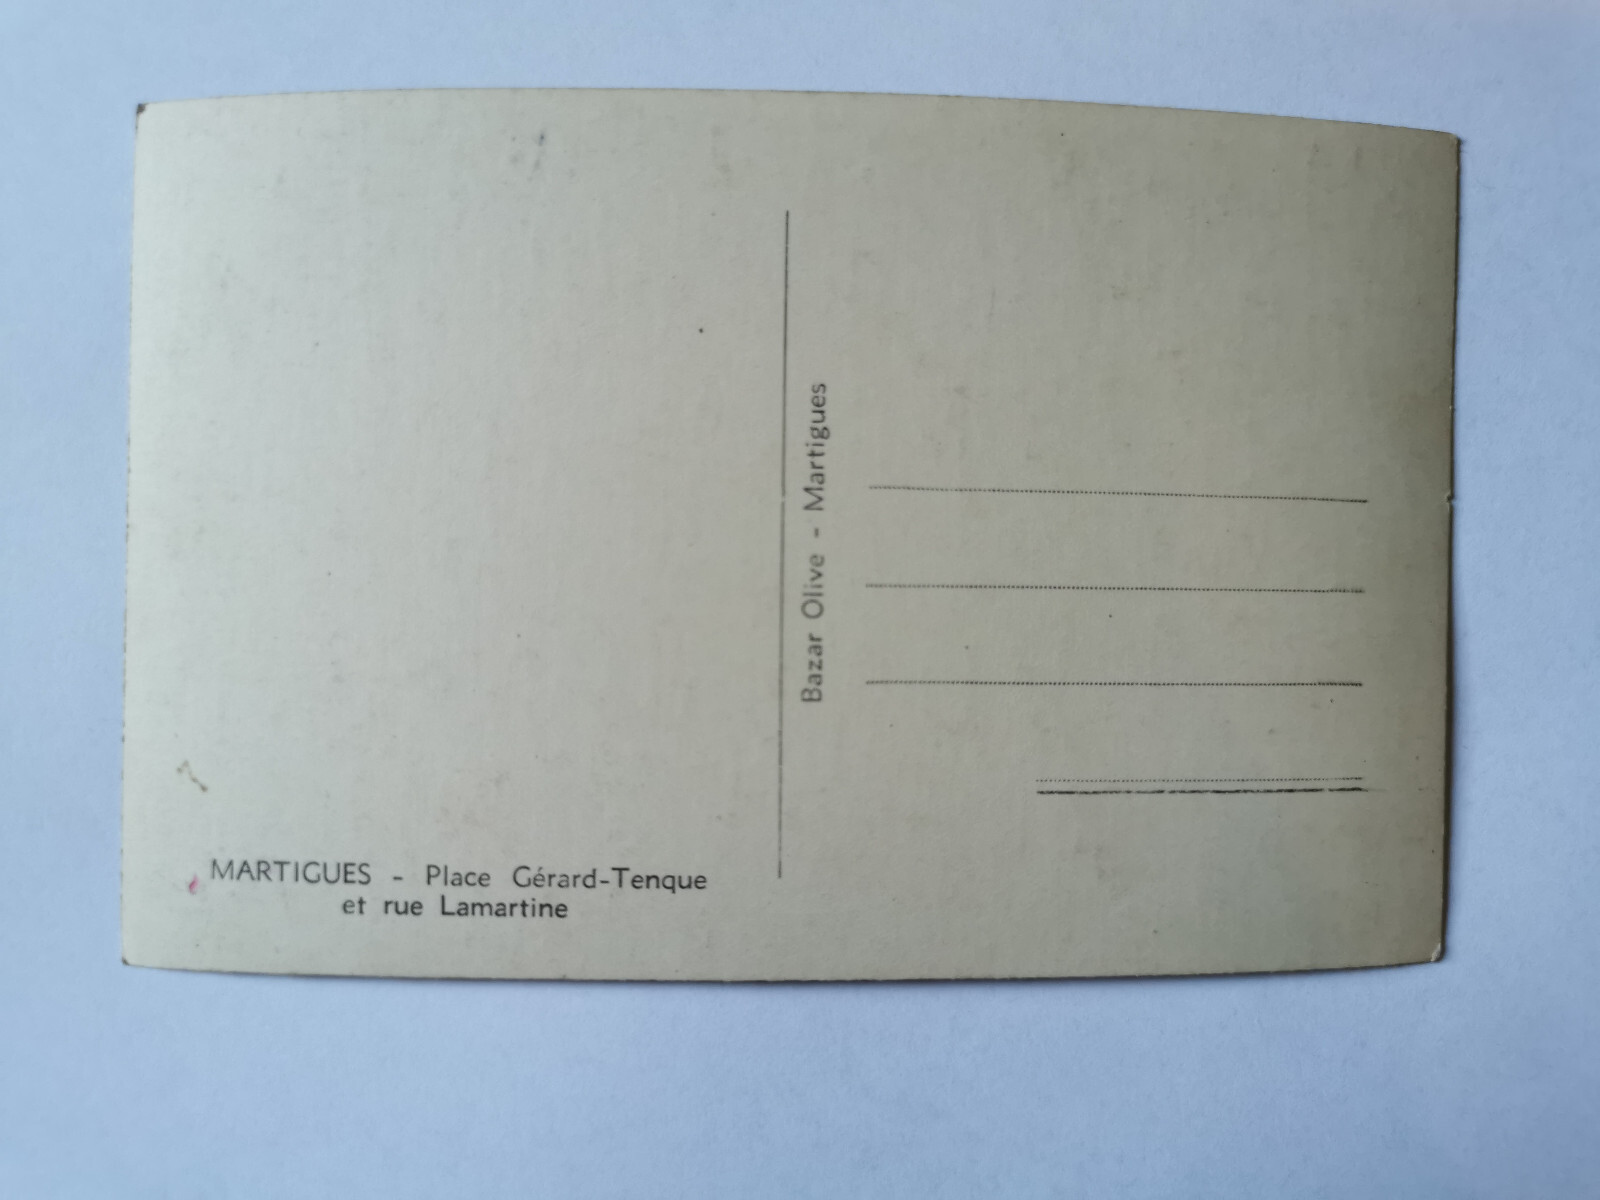 MARTIGUES - Place Gérard-Tenque
et rue Lamartine
Bazar Olive - Martigues